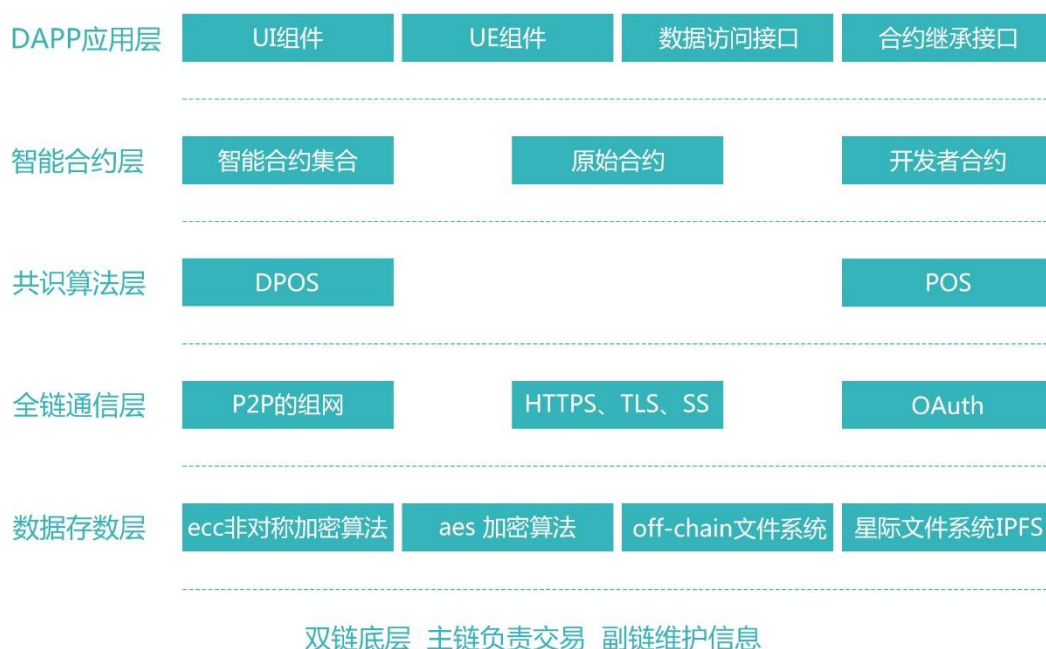 DAPP应用层 UI组件 UE组件 数据访问接口 合约继承接口
智能合约层 智能合约集合 原始合约 开发者合约
共识算法层 DPOS POS
全链通信层 P2P的组网 HTTPS、TLS、SS OAuth
数据存数层 ecc非对称加密算法 aes 加密算法 off-chain文件系统 星际文件系统IPFS
双链底层 主链负责交易 副链维护信息